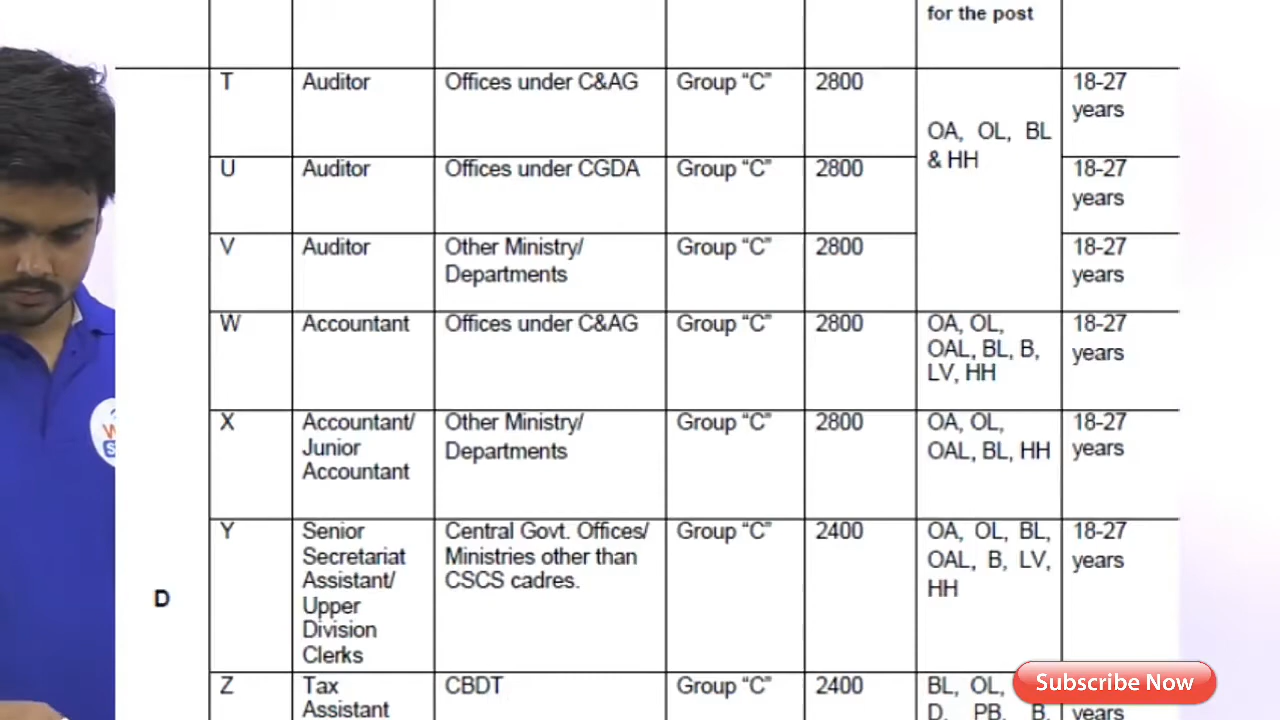 for the post
T Auditor Offices under C&AG Group “C” 2800 OA, OL, BL & HH 18-27 years
U Auditor Offices under CGDA Group “C” 2800 18-27 years
V Auditor Other Ministry/ Departments Group “C” 2800 18-27 years
W Accountant Offices under C&AG Group “C” 2800 OA, OL, OAL, BL, B, LV, HH 18-27 years
X Accountant/ Junior Accountant Other Ministry/ Departments Group “C” 2800 OA, OL, OAL, BL, HH 18-27 years
D
Y Senior Secretariat Assistant/ Upper Division Clerks Central Govt. Offices/ Ministries other than CSCS cadres. Group “C” 2400 OA, OL, BL, OAL, B, LV, HH 18-27 years
Z Tax Assistant CBDT Group “C” 2400 BL, OL, D, PB, B, years
Subscribe Now